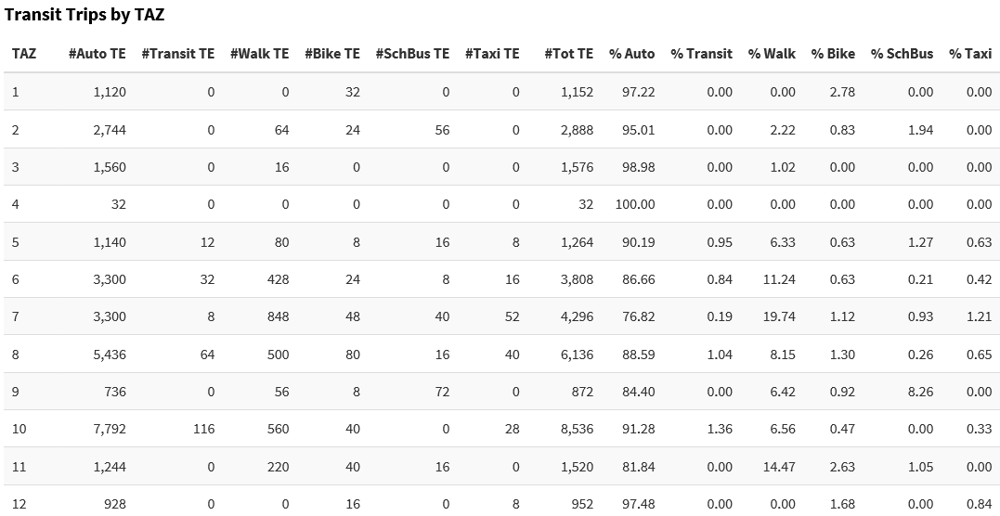 Transit Trips by TAZ
TAZ #Auto TE #Transit TE #Walk TE #Bike TE #SchBus TE #Taxi TE #Tot TE % Auto % Transit % Walk % Bike % SchBus % Taxi
1 1,120 0 0 32 0 0 1,152 97.22 0.00 0.00 2.78 0.00 0.00
2 2,744 0 64 24 56 0 2,888 95.01 0.00 2.22 0.83 1.94 0.00
3 1,560 0 16 0 0 0 1,576 98.98 0.00 1.02 0.00 0.00 0.00
4 32 0 0 0 0 0 32 100.00 0.00 0.00 0.00 0.00 0.00
5 1,140 12 80 8 16 8 1,264 90.19 0.95 6.33 0.63 1.27 0.63
6 3,300 32 428 24 8 16 3,808 86.66 0.84 11.24 0.63 0.21 0.42
7 3,300 8 848 48 40 52 4,296 76.82 0.19 19.74 1.12 0.93 1.21
8 5,436 64 500 80 16 40 6,136 88.59 1.04 8.15 1.30 0.26 0.65
9 736 0 56 8 72 0 872 84.40 0.00 6.42 0.92 8.26 0.00
10 7,792 116 560 40 0 28 8,536 91.28 1.36 6.56 0.47 0.00 0.33
11 1,244 0 220 40 16 0 1,520 81.84 0.00 14.47 2.63 1.05 0.00
12 928 0 0 16 0 8 952 97.48 0.00 0.00 1.68 0.00 0.84